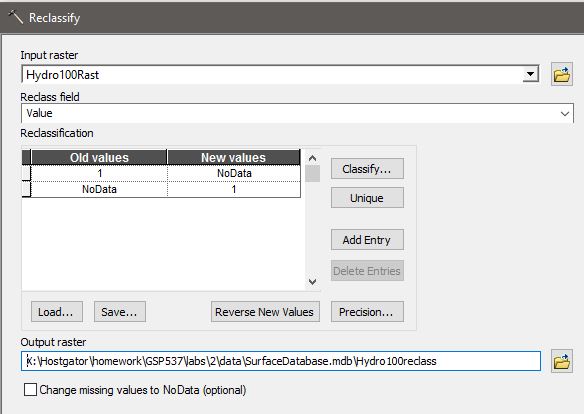 Reclassify
Input raster
Hydro100Rast
Reclass field
Value
Reclassification
Old values New values
1 NoData
NoData 1
Classify...
Unique
Add Entry
Delete Entries
Load... Save... Reverse New Values Precision...
Output raster
K:\Hostgator\homework\GSP537\labs\2\data\SurfaceDatabase.mdb\Hydro100reclass
Change missing values to NoData (optional)